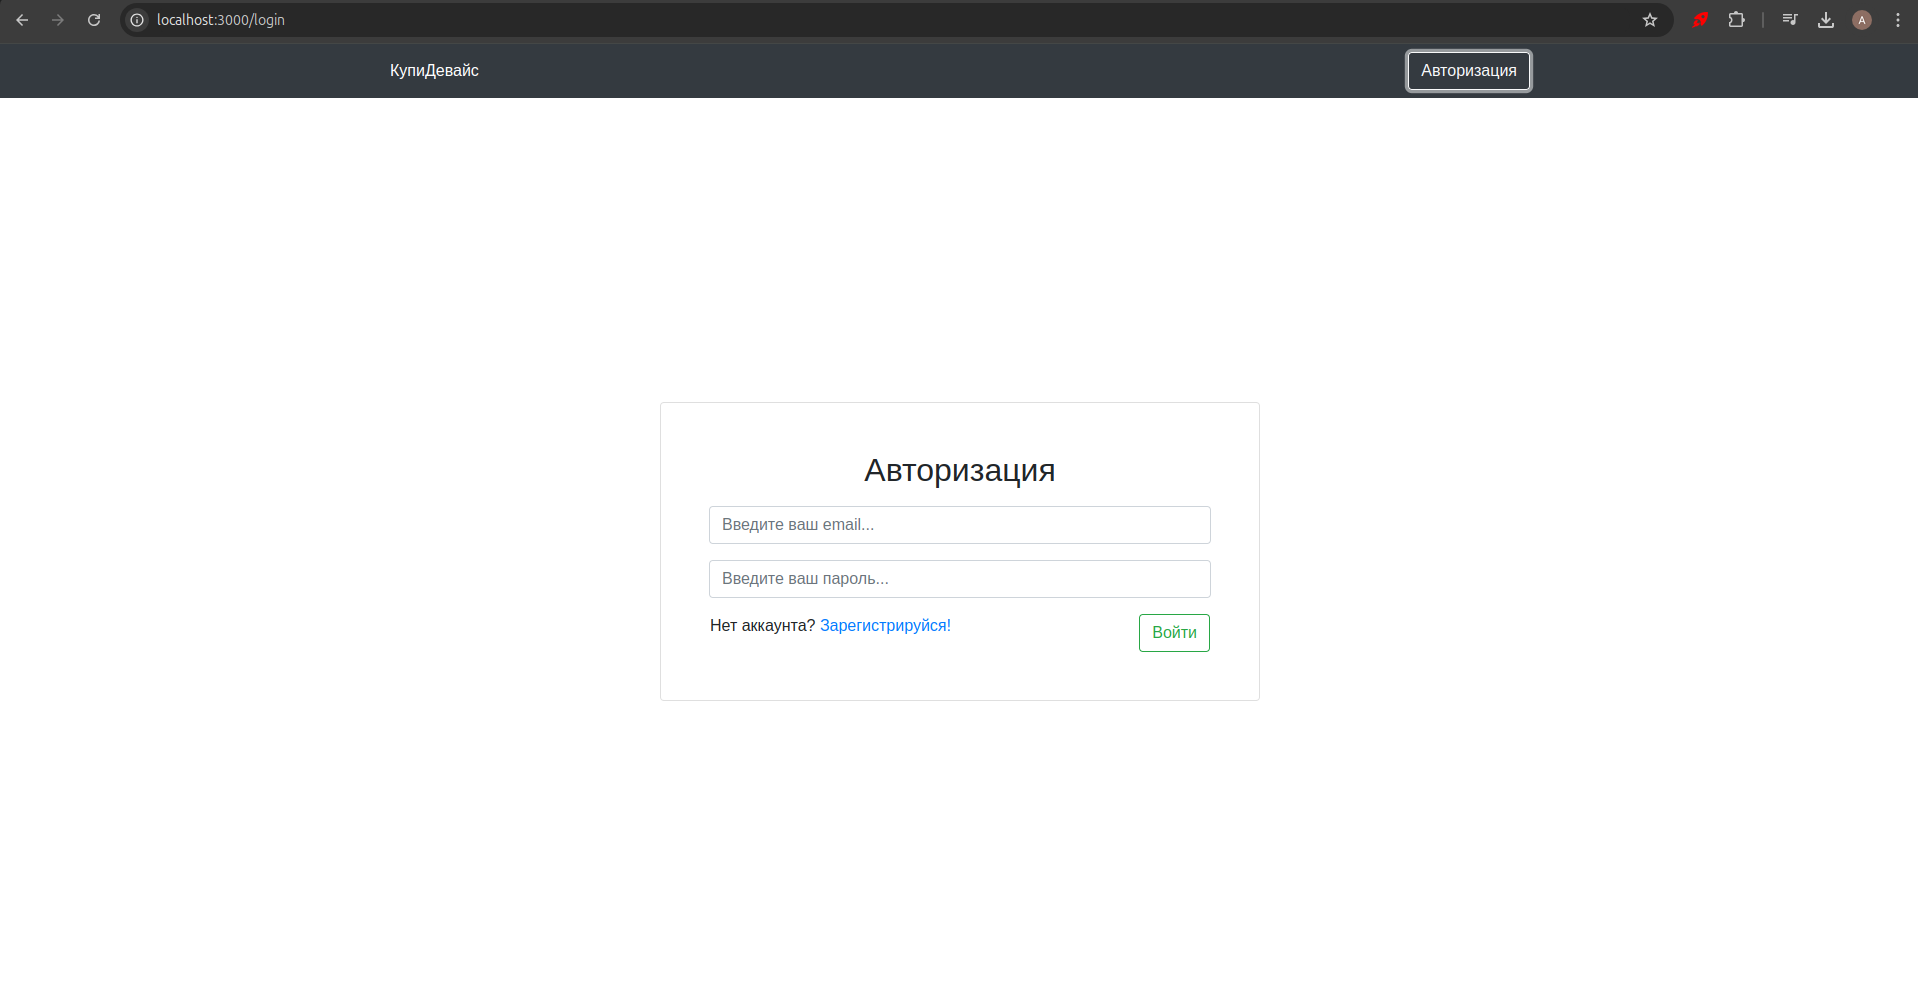 localhost:3000/login
A
КупиДевайс
Авторизация
Авторизация
Введите ваш email...
Введите ваш пароль...
Нет аккаунта? Зарегистрируйся!
Войти